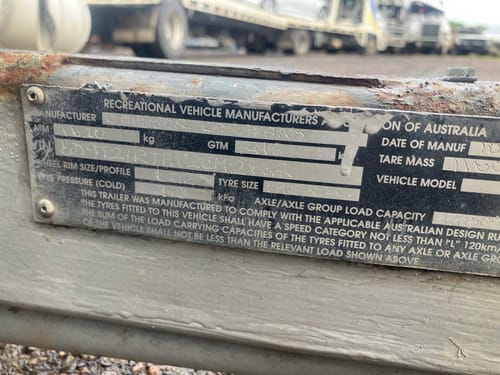 RECREATIONAL VEHICLE MANUFACTURERS ON OF AUSTRALIA
MANUFACTURER DATE OF MANUF
ATM kg GTM TARE MASS
WHEEL RIM SIZE/PROFILE VEHICLE MODEL
TYRE PRESSURE (COLD) kPa TYRE SIZE AXLE/AXLE GROUP LOAD CAPACITY
THIS TRAILER WAS MANUFACTURED TO COMPLY WITH THE APPLICABLE AUSTRALIAN DESIGN RU
THE TYRES FITTED TO THIS VEHICLE SHALL HAVE A SPEED CATEGORY NOT LESS THAN "L" 120km
THE SUM OF THE LOAD CARRYING CAPACITIES OF THE TYRES FITTED TO ANY AXLE OR AXLE GRO
OF THE VEHICLE SHALL NOT BE LESS THAN THE RELEVANT LOAD SHOWN ABOVE